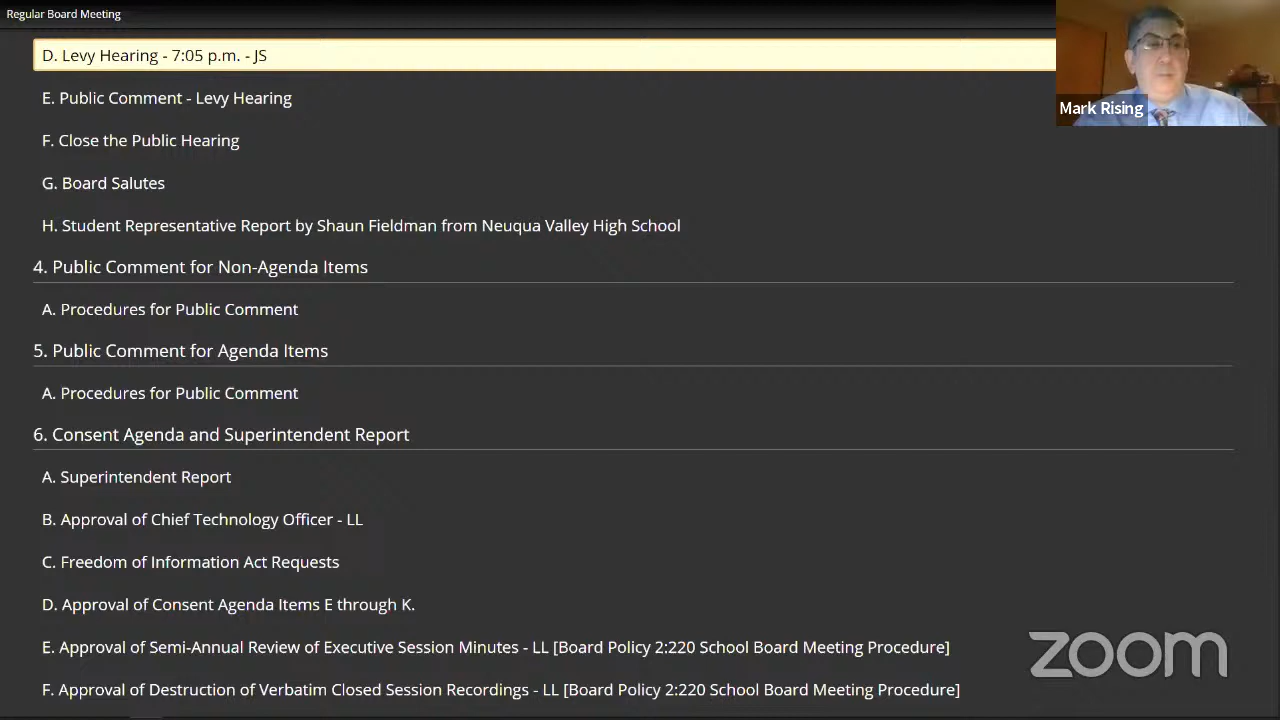 Regular Board Meeting
D. Levy Hearing - 7:05 p.m. - JS
Mark Rising
E. Public Comment - Levy Hearing
F. Close the Public Hearing
G. Board Salutes
H. Student Representative Report by Shaun Fieldman from Neuqua Valley High School
4. Public Comment for Non-Agenda Items
A. Procedures for Public Comment
5. Public Comment for Agenda Items
A. Procedures for Public Comment
6. Consent Agenda and Superintendent Report
A. Superintendent Report
B. Approval of Chief Technology Officer - LL
C. Freedom of Information Act Requests
D. Approval of Consent Agenda Items E through K.
E. Approval of Semi-Annual Review of Executive Session Minutes - LL [Board Policy 2:220 School Board Meeting Procedure]
F. Approval of Destruction of Verbatim Closed Session Recordings - LL [Board Policy 2:220 School Board Meeting Procedure]
zoom